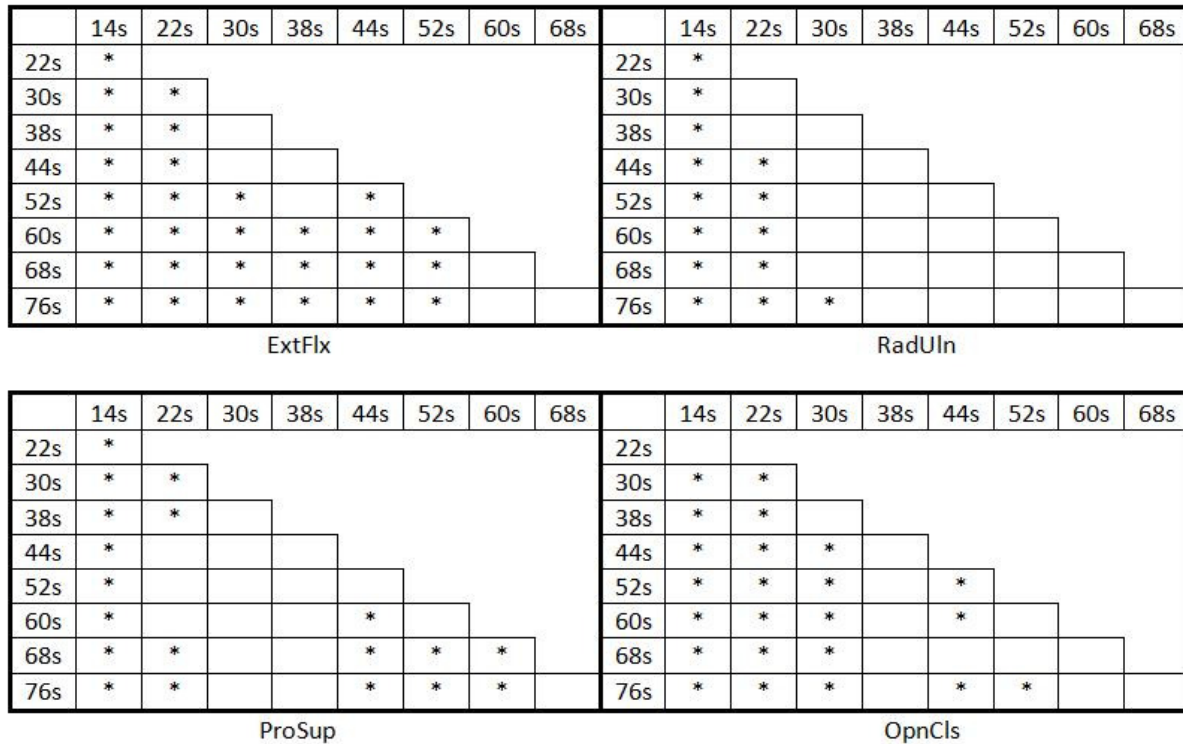 14s 22s 30s 38s 44s 52s 60s 68s 14s 22s 30s 38s 44s 52s 60s 68s
22s * 22s *
30s * * 30s *
38s * * 38s *
44s * * 44s * *
52s * * * * 52s * *
60s * * * * * * 60s * *
68s * * * * * * 68s * *
76s * * * * * * 76s * * *
ExtFlx RadUln
14s 22s 30s 38s 44s 52s 60s 68s 14s 22s 30s 38s 44s 52s 60s 68s
22s * 22s
30s * * 30s * *
38s * * 38s * *
44s * 44s * * *
52s * 52s * * * *
60s * * 60s * * * *
68s * * * * * 68s * * *
76s * * * * * 76s * * * * *
ProSup OpnCls